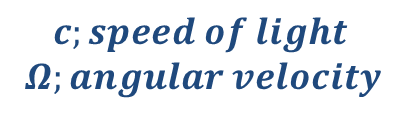 c; speed of light
Ω; angular velocity